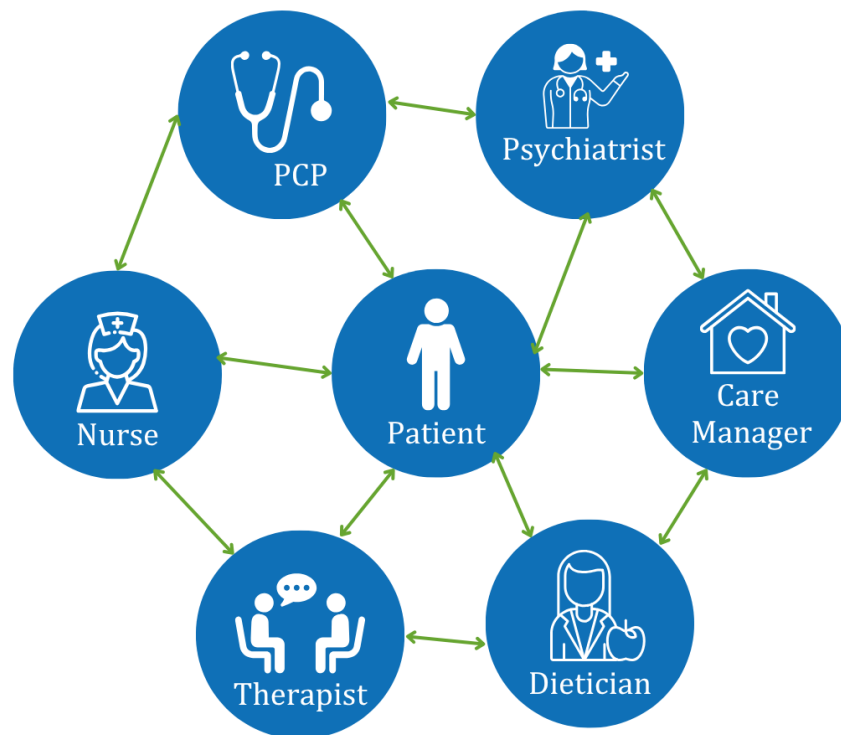 PCP
Psychiatrist
Nurse
Patient
Care
Manager
Therapist
Dietician